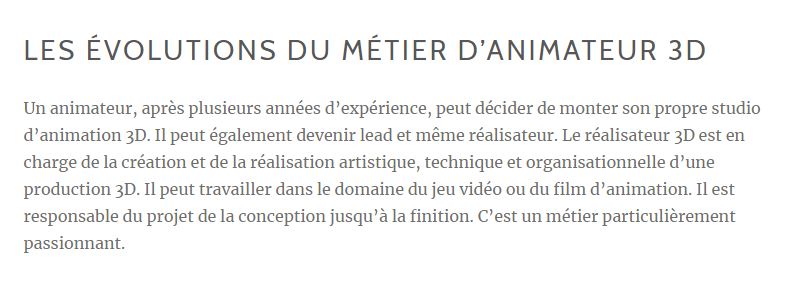 LES ÉVOLUTIONS DU MÉTIER D’ANIMATEUR 3D
Un animateur, après plusieurs années d’expérience, peut décider de monter son propre studio
d’animation 3D. Il peut également devenir lead et même réalisateur. Le réalisateur 3D est en
charge de la création et de la réalisation artistique, technique et organisationnelle d’une
production 3D. Il peut travailler dans le domaine du jeu vidéo ou du film d’animation. Il est
responsable du projet de la conception jusqu’à la finition. C’est un métier particulièrement
passionnant.